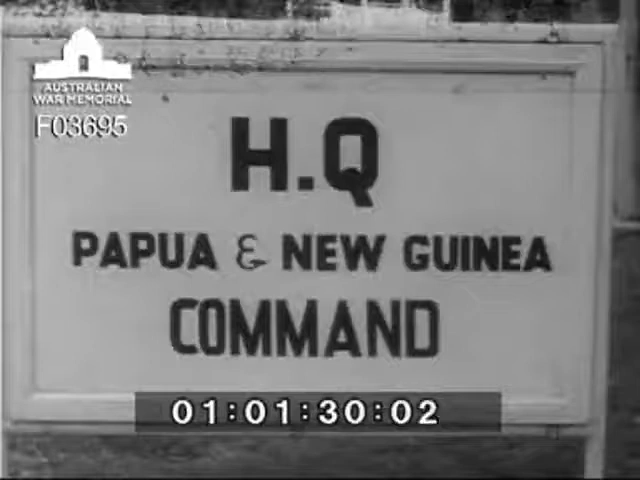 AUSTRALIAN
WAR MEMORIAL
F03695
H.Q
PAPUA & NEW GUINEA
COMMAND
01:01:30:02